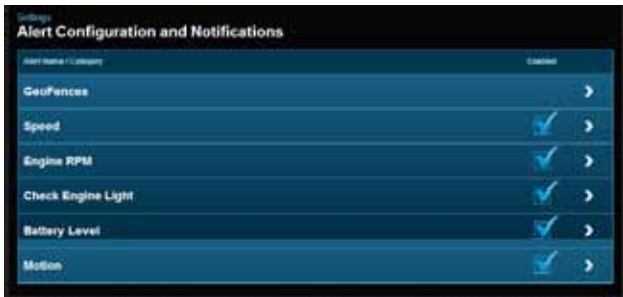 Settings
Alert Configuration and Notifications
Alert Name / Category Enabled
GeoFences
Speed
Engine RPM
Check Engine Light
Battery Level
Motion